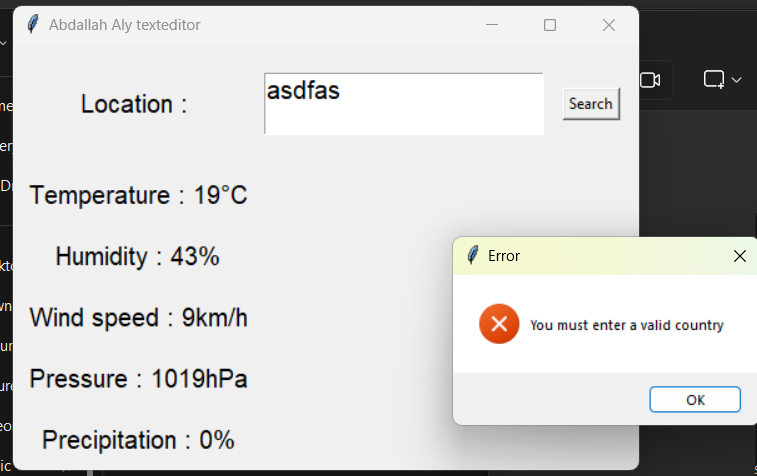 Abdallah Aly texteditor
Location :
asdfas
Search
Temperature : 19°C
Humidity : 43%
Wind speed : 9km/h
Pressure : 1019hPa
Precipitation : 0%
Error
You must enter a valid country
OK